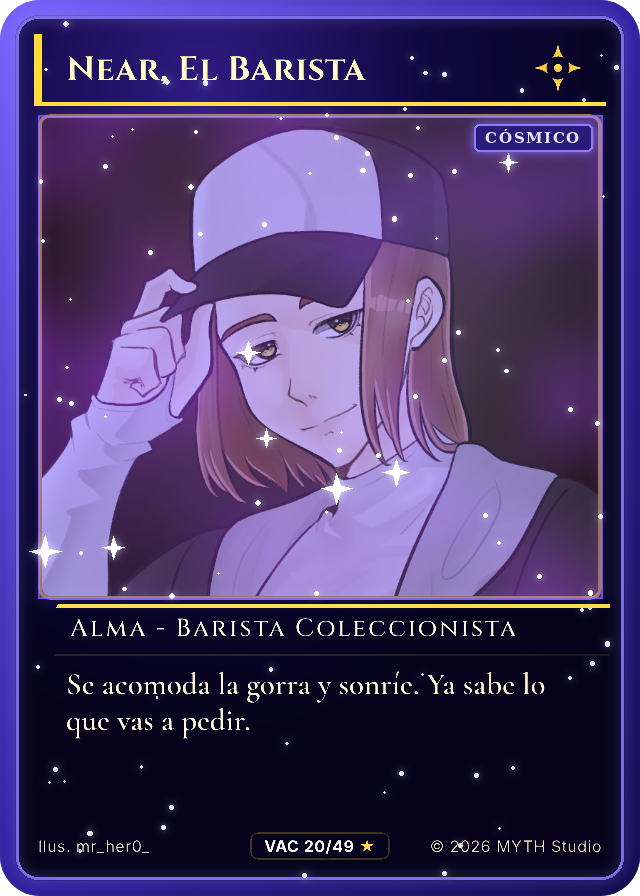 Near, El Barista
CÓSMICO
Alma - Barista Coleccionista
Se acomoda la gorra y sonríe. Ya sabe lo
que vas a pedir.
Ilus. mr_her0_
VAC 20/49 ★
© 2026 MYTH Studio